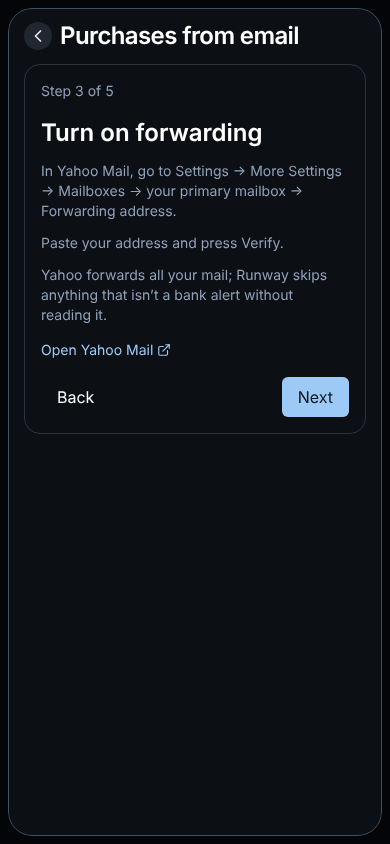 Purchases from email
Step 3 of 5
Turn on forwarding
In Yahoo Mail, go to Settings → More Settings
→ Mailboxes → your primary mailbox →
Forwarding address.
Paste your address and press Verify.
Yahoo forwards all your mail; Runway skips
anything that isn’t a bank alert without
reading it.
Open Yahoo Mail
Back
Next